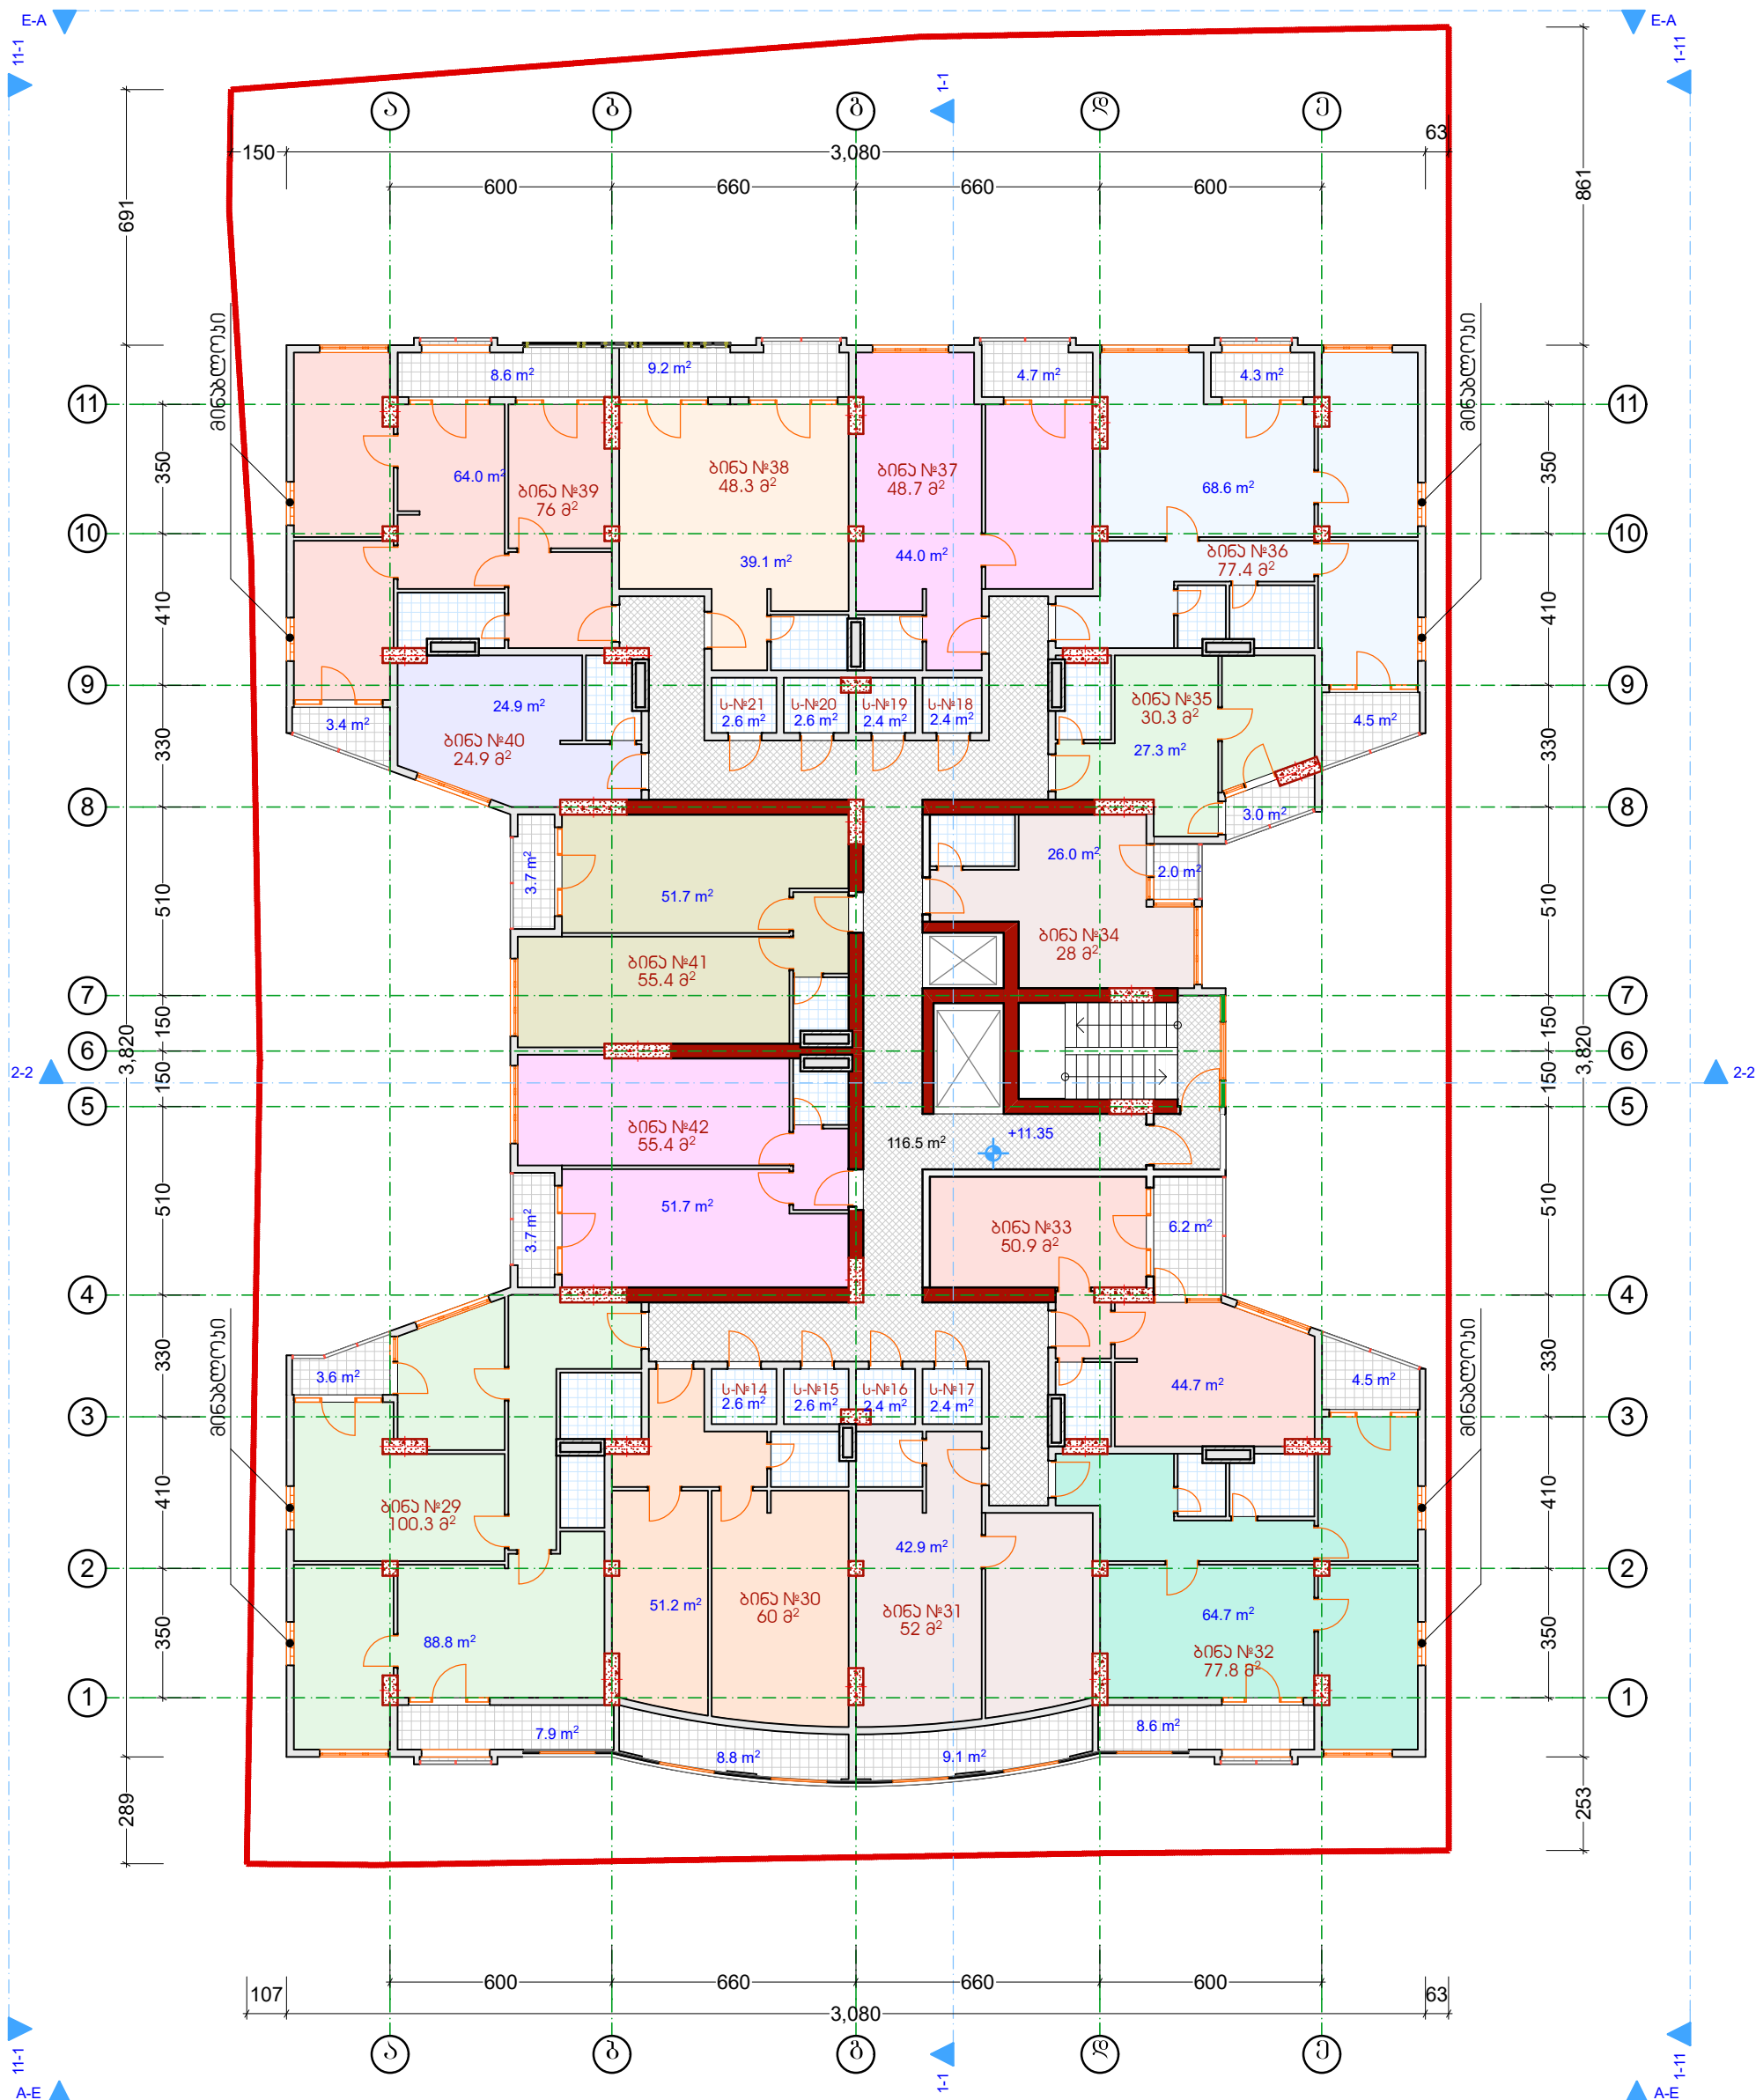 E-A
E-A
11-1
1-11
1-1
ა
ბ
გ
დ
ე
150
3,080
63
600
660
660
600
691
861
მინაბლოკი
მინაბლოკი
8.6 m²
9.2 m²
4.7 m²
4.3 m²
11
11
350
350
64.0 m²
ბინა №39
76 მ²
ბინა №38
48.3 მ²
ბინა №37
48.7 მ²
68.6 m²
10
10
39.1 m²
44.0 m²
ბინა №36
77.4 მ²
410
410
9
9
3.4 m²
24.9 m²
ბინა №40
24.9 მ²
ს-№21
2.6 m²
ს-№20
2.6 m²
ს-№19
2.4 m²
ს-№18
2.4 m²
ბინა №35
30.3 მ²
27.3 m²
4.5 m²
330
330
8
8
3.0 m²
3.7 m²
51.7 m²
26.0 m²
2.0 m²
510
510
ბინა №41
55.4 მ²
ბინა №34
28 მ²
7
7
150
150
3,820
3,820
6
6
2-2
2-2
150
150
5
5
ბინა №42
55.4 მ²
116.5 m²
+11.35
510
510
3.7 m²
51.7 m²
ბინა №33
50.9 მ²
6.2 m²
4
4
მინაბლოკი
მინაბლოკი
330
330
3.6 m²
ს-№14
2.6 m²
ს-№15
2.6 m²
ს-№16
2.4 m²
ს-№17
2.4 m²
44.7 m²
4.5 m²
3
3
410
410
ბინა №29
100.3 მ²
42.9 m²
2
2
51.2 m²
ბინა №30
60 მ²
ბინა №31
52 მ²
64.7 m²
88.8 m²
ბინა №32
77.8 მ²
350
350
1
1
7.9 m²
8.8 m²
9.1 m²
8.6 m²
289
253
600
660
660
600
107
3,080
63
ა
ბ
გ
დ
ე
11-1
1-1
1-11
A-E
A-E